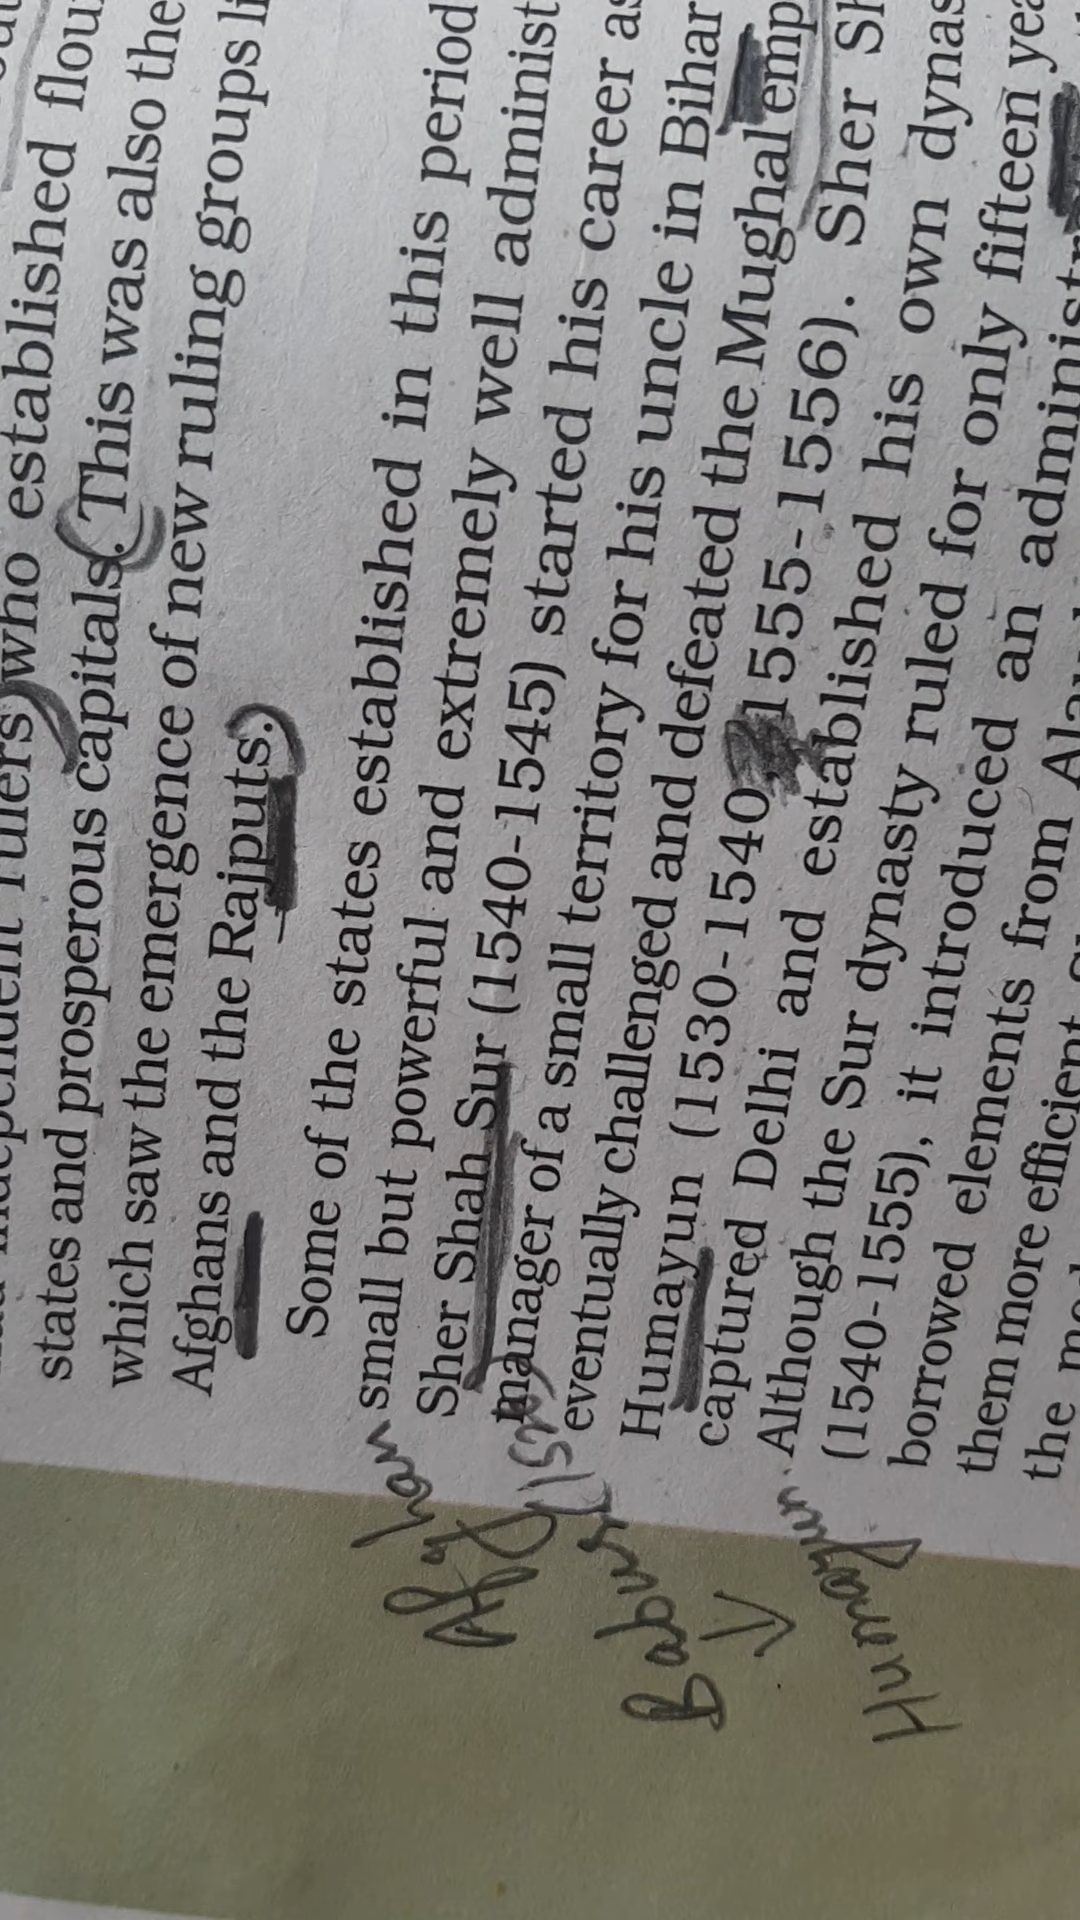 who established flou
states and prosperous capitals. This was also the
which saw the emergence of new ruling groups li
Afghans and the Rajputs.
Some of the states established in this period
small but powerful and extremely well administ
Sher Shah Sur (1540-1545) started his career as
manager of a small territory for his uncle in Bihar
eventually challenged and defeated the Mughal emp
Humayun (1530-1540, 1555-1556). Sher Sh
captured Delhi and established his own dynas
Although the Sur dynasty ruled for only fifteen yea
(1540-1555), it introduced an administr
borrowed elements from
them more efficient
the
Afghan
Babur
Humayun